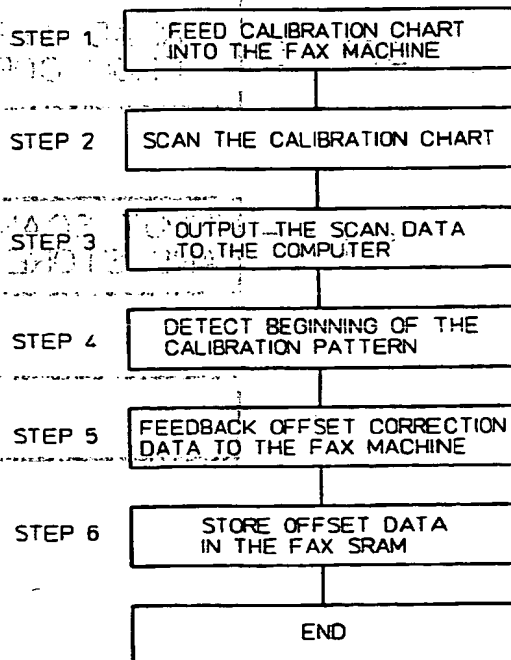 STEP 1
FEED CALIBRATION CHART
INTO THE FAX MACHINE
STEP 2
SCAN THE CALIBRATION CHART
STEP 3
OUTPUT THE SCAN DATA
TO THE COMPUTER
STEP 4
DETECT BEGINNING OF THE
CALIBRATION PATTERN
STEP 5
FEEDBACK OFFSET CORRECTION
DATA TO THE FAX MACHINE
STEP 6
STORE OFFSET DATA
IN THE FAX SRAM
END